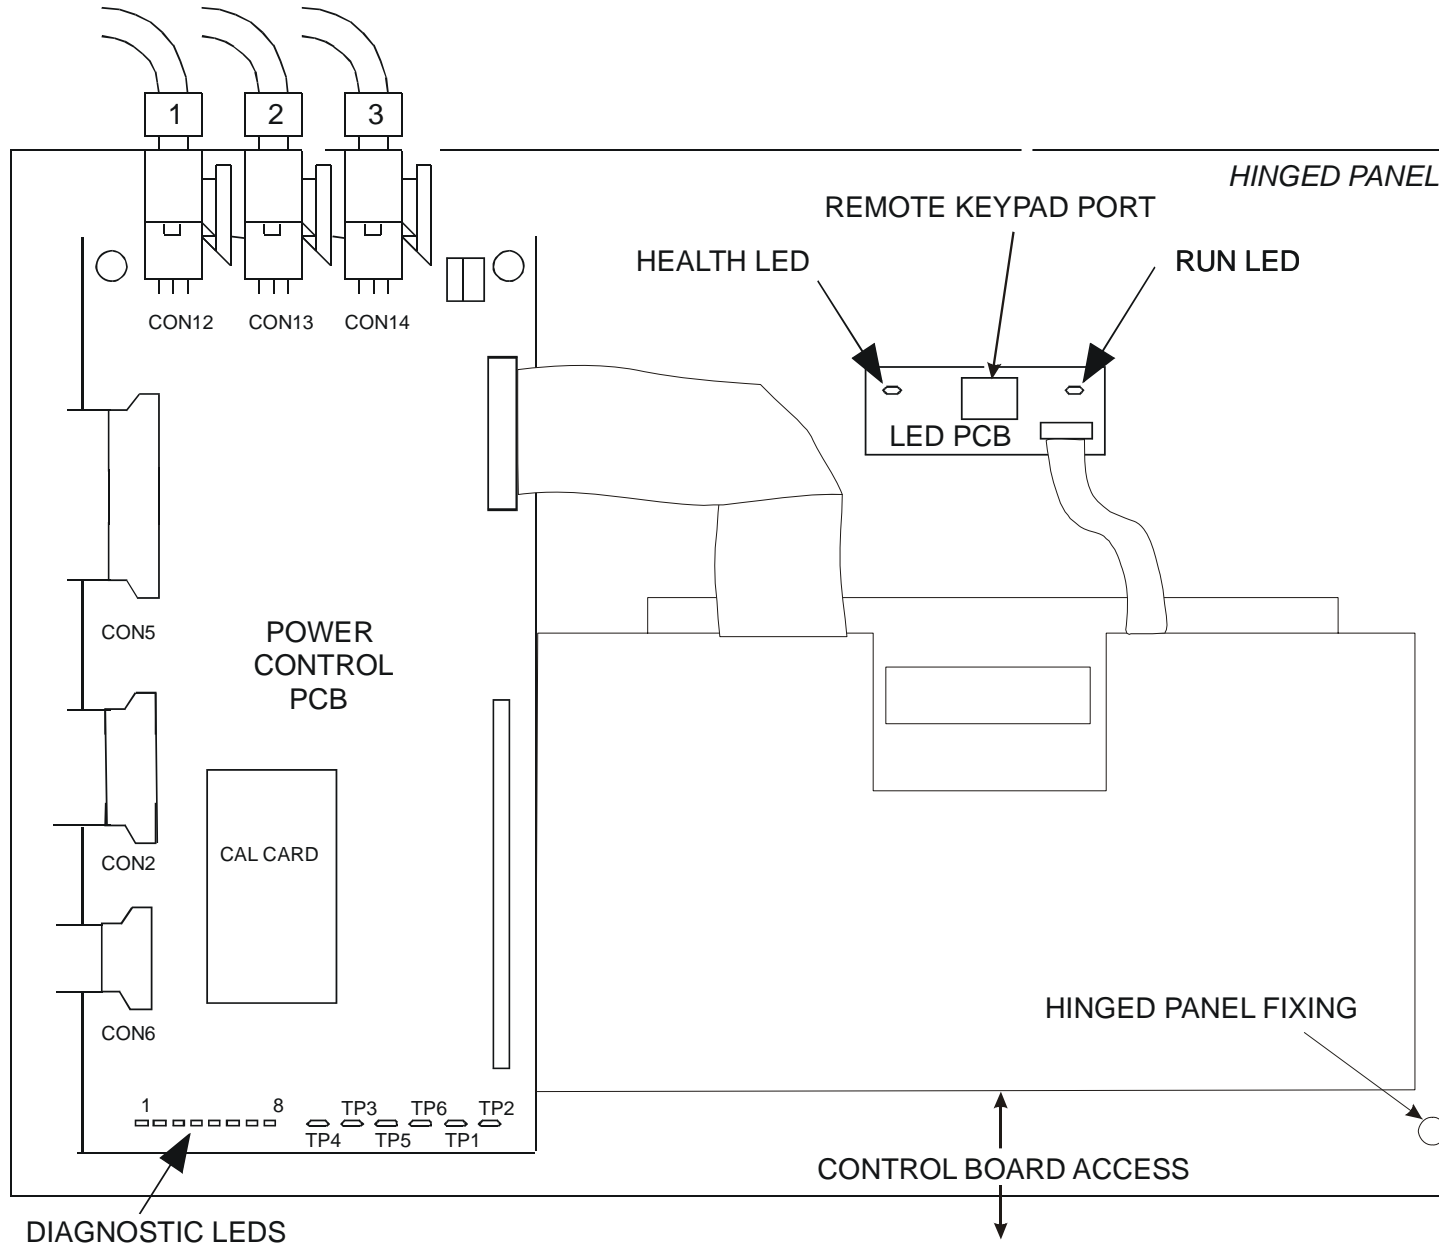 1
2
3
HINGED PANEL
REMOTE KEYPAD PORT
HEALTH LED
RUN LED
CON12
CON13
CON14
LED PCB
CON5
POWER
CONTROL
PCB
CAL CARD
CON2
HINGED PANEL FIXING
CON6
1
8
TP3
TP6
TP2
TP4
TP5
TP1
CONTROL BOARD ACCESS
DIAGNOSTIC LEDS